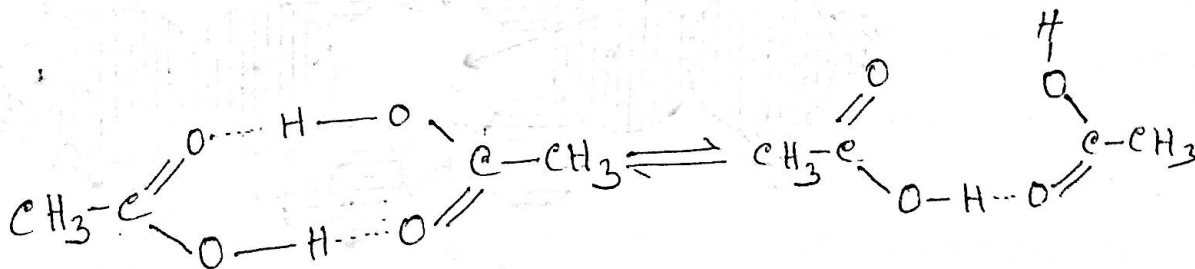 H
O
O H—O O
C—CH₃ ⇌ CH₃—C C—CH₃
CH₃—C O O—H O
O—H